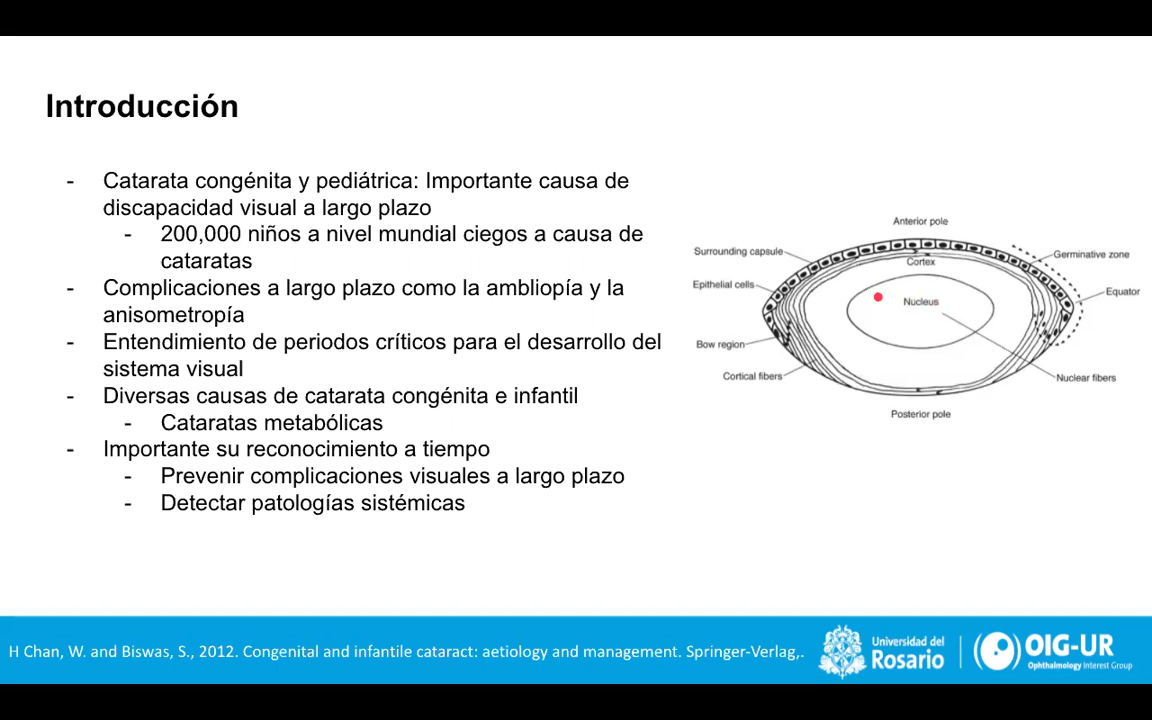 Introducción
- Catarata congénita y pediátrica: Importante causa de
discapacidad visual a largo plazo
- 200,000 niños a nivel mundial ciegos a causa de
cataratas
- Complicaciones a largo plazo como la ambliopía y la
anisometropía
- Entendimiento de periodos críticos para el desarrollo del
sistema visual
- Diversas causas de catarata congénita e infantil
- Cataratas metabólicas
- Importante su reconocimiento a tiempo
- Prevenir complicaciones visuales a largo plazo
- Detectar patologías sistémicas
Anterior pole
Surrounding capsule
Germinative zone
Cortex
Epithelial cells
Equator
Nucleus
Bow region
Cortical fibers
Nuclear fibers
Posterior pole
H Chan, W. and Biswas, S., 2012. Congenital and infantile cataract: aetiology and management. Springer-Verlag,.
Universidad del
Rosario
OIG-UR
Ophthalmology Interest Group